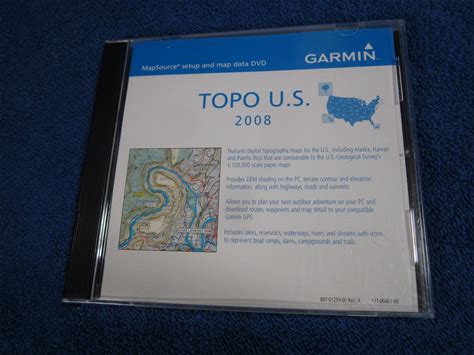 MapSource® setup and map data DVD
GARMIN
TOPO U.S.
2008
Features digital topographic maps for the U.S., including Alaska, Hawaii
and Puerto Rico that are comparable to the U.S. Geological Survey's
1:100,000 scale paper maps
Provides DEM shading on the PC, terrain contour and elevation
information, along with highways, roads and summits
Allows you to plan your next outdoor adventure on your PC and
download routes, waypoints and map detail to your compatible
Garmin GPS
Includes lakes, reservoirs, waterways, rivers and streams with icons
to represent boat ramps, dams, campgrounds and trails